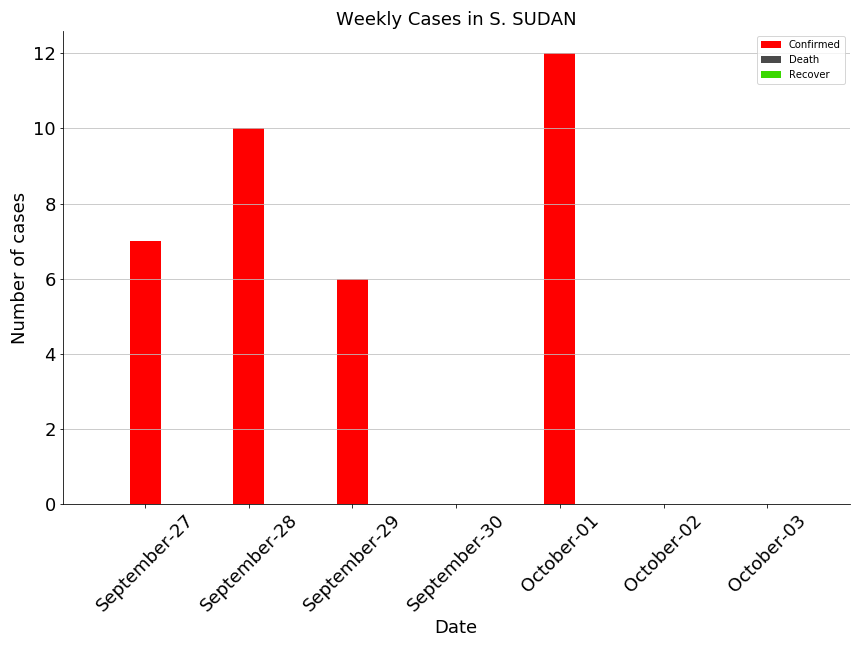 Weekly Cases in S. SUDAN
Confirmed
Death
Recover
Number of cases
12
10
8
6
4
2
0
September-27
September-28
September-29
September-30
October-01
October-02
October-03
Date